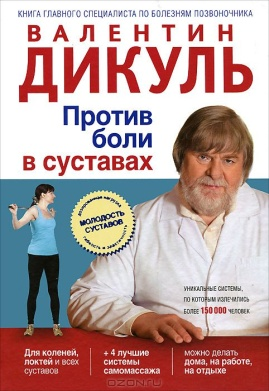 КНИГА ГЛАВНОГО СПЕЦИАЛИСТА ПО БОЛЕЗНЯМ ПОЗВОНОЧНИКА
ВАЛЕНТИН
ДИКУЛЬ
Против
боли
в суставах
МОЛОДОСТЬ
СУСТАВОВ
УНИКАЛЬНЫЕ СИСТЕМЫ,
ПО КОТОРЫМ ИЗЛЕЧИЛИСЬ
БОЛЕЕ 150 000 ЧЕЛОВЕК
Для коленей,
локтей и всех
суставов
+ 4 лучшие
системы
самомассажа
можно делать
дома, на работе,
на отдыхе
ozon.ru